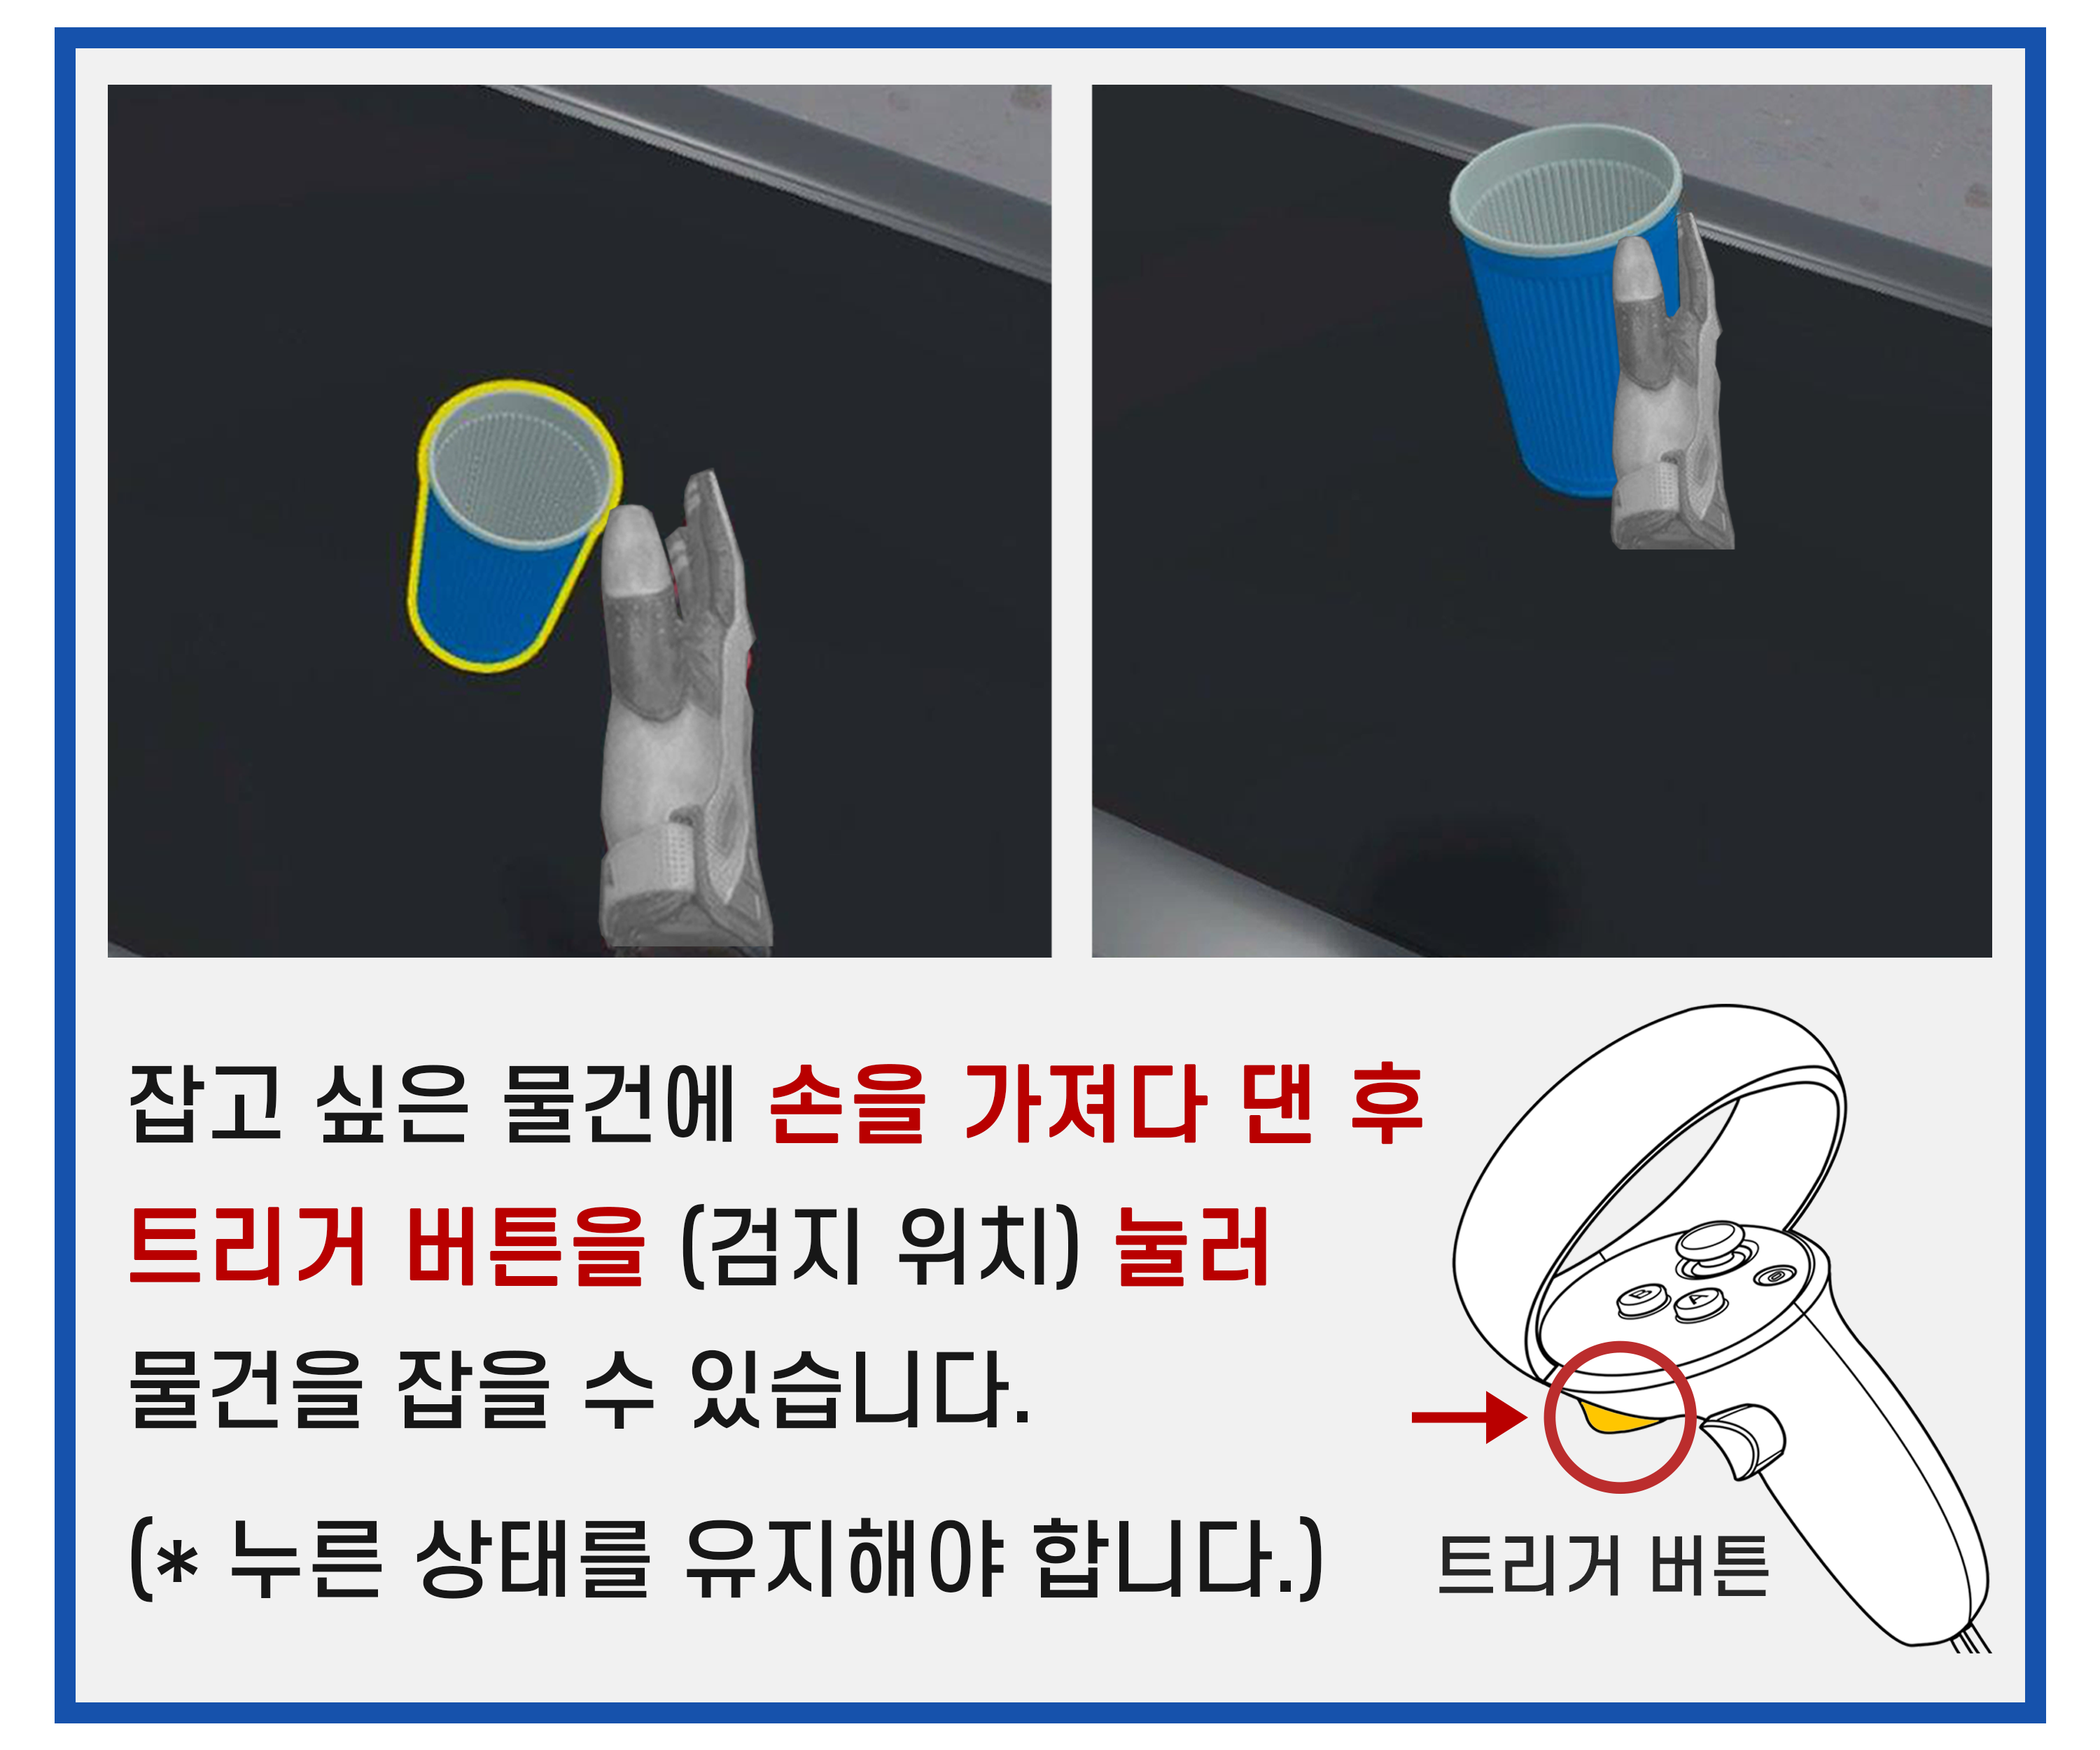 잡고 싶은 물건에 손을 가져다 댄 후
트리거 버튼을 (검지 위치) 눌러
물건을 잡을 수 있습니다.
(* 누른 상태를 유지해야 합니다.)
B A
트리거 버튼